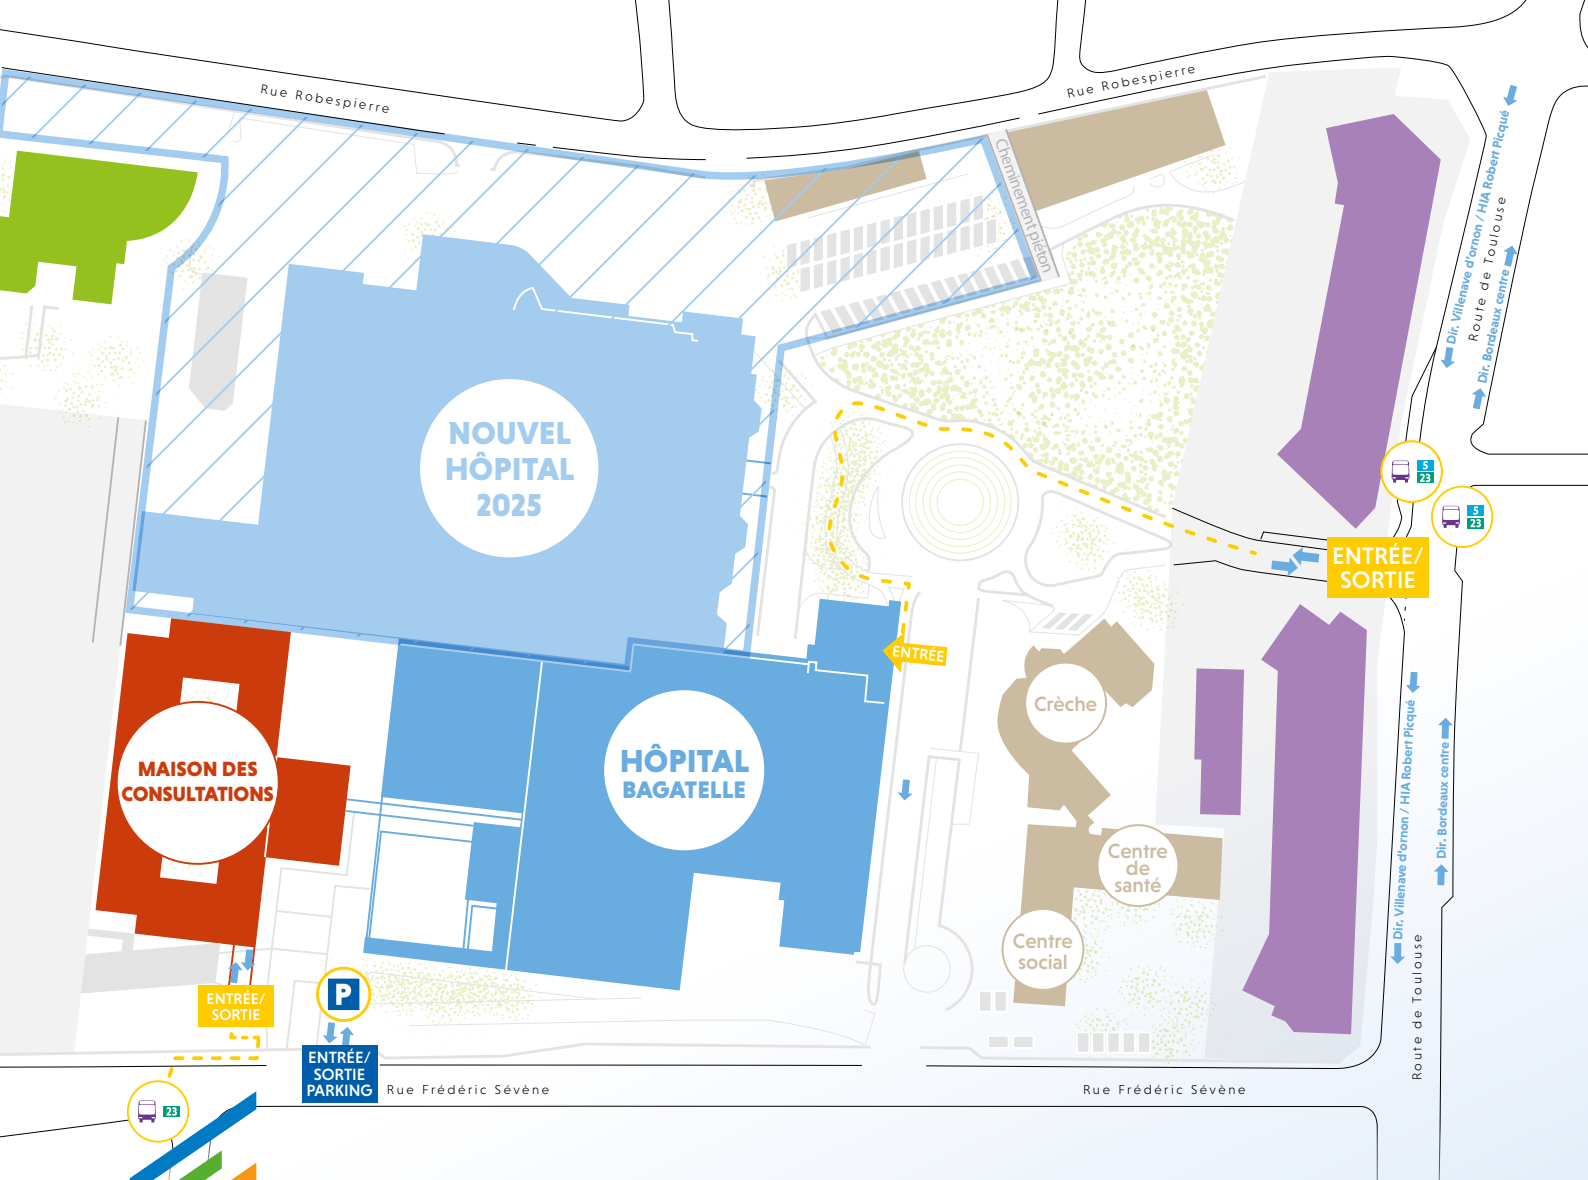 Rue Robespierre
Rue Robespierre
Cheminement piéton
Dir. Villenave d'ornon / HIA Robert Picqué
Route de Toulouse
Dir. Bordeaux centre
NOUVEL
HÔPITAL
2025
5
23
5
23
ENTRÉE/
SORTIE
ENTRÉE
Crèche
MAISON DES
CONSULTATIONS
HÔPITAL
BAGATELLE
Centre
de
santé
Centre
social
Dir. Villenave d'ornon / HIA Robert Picqué
Dir. Bordeaux centre
Route de Toulouse
ENTRÉE/
SORTIE
P
ENTRÉE/
SORTIE
PARKING
Rue Frédéric Sévène
Rue Frédéric Sévène
23